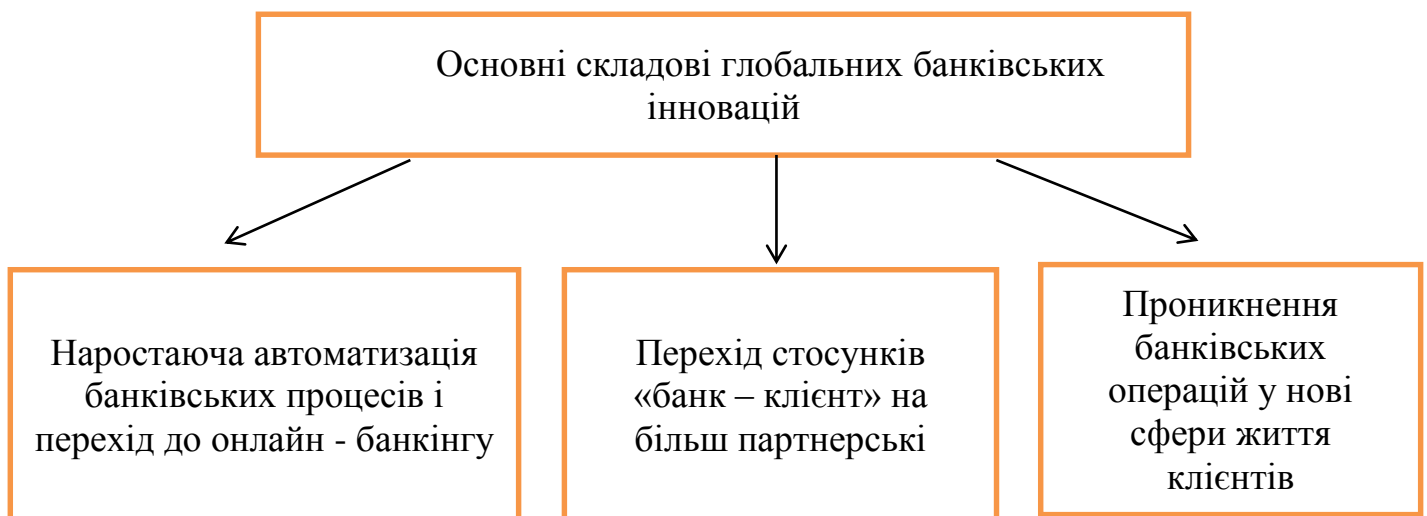 Основні складові глобальних банківських
інновацій
Наростаюча автоматизація
банківських процесів і
перехід до онлайн - банкінгу
Перехід стосунків
«банк – клієнт» на
більш партнерські
Проникнення
банківських
операцій у нові
сфери життя
клієнтів